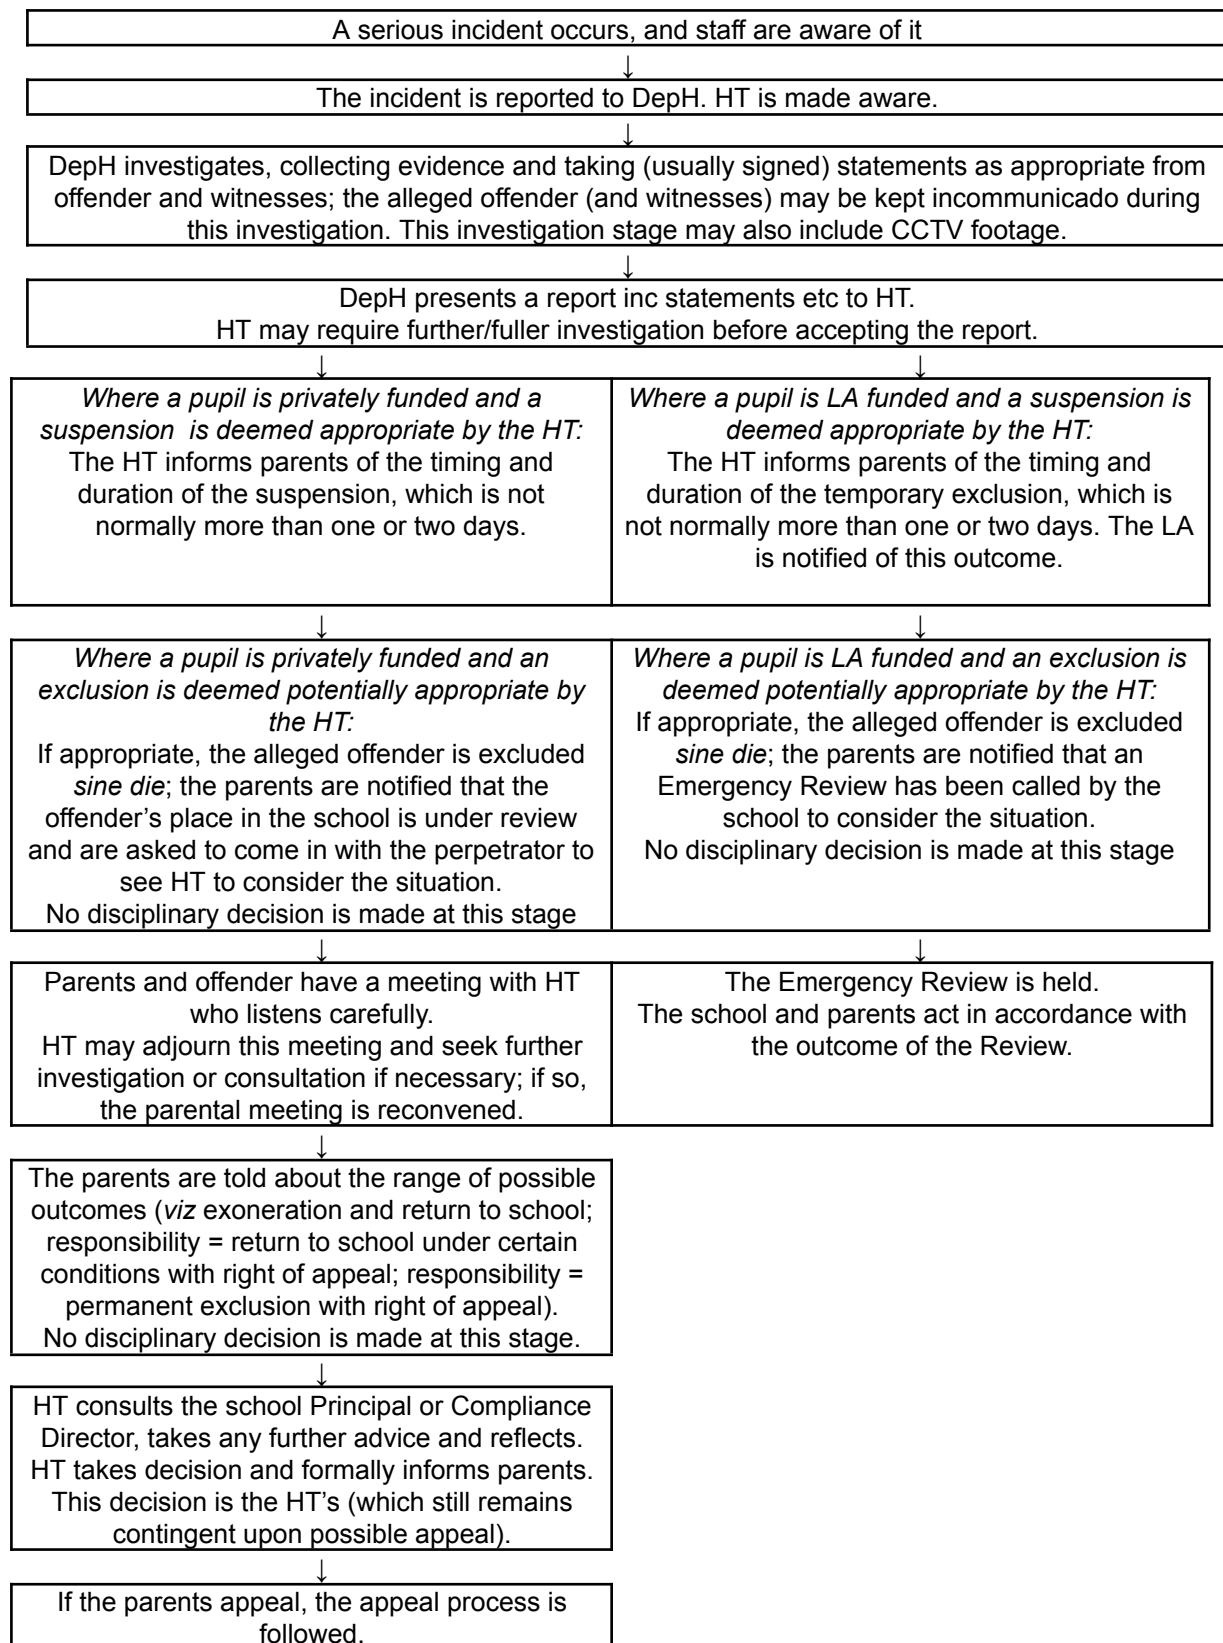 A serious incident occurs, and staff are aware of it
↓
The incident is reported to DepH. HT is made aware.
↓
DepH investigates, collecting evidence and taking (usually signed) statements as appropriate from
offender and witnesses; the alleged offender (and witnesses) may be kept incommunicado during
this investigation. This investigation stage may also include CCTV footage.
↓
DepH presents a report inc statements etc to HT.
HT may require further/fuller investigation before accepting the report.
↓
↓
Where a pupil is privately funded and a
suspension is deemed appropriate by the HT:
The HT informs parents of the timing and
duration of the suspension, which is not
normally more than one or two days.
Where a pupil is LA funded and a suspension is
deemed appropriate by the HT:
The HT informs parents of the timing and
duration of the temporary exclusion, which is
not normally more than one or two days. The LA
is notified of this outcome.
↓
↓
Where a pupil is privately funded and an
exclusion is deemed potentially appropriate by
the HT:
If appropriate, the alleged offender is excluded
sine die; the parents are notified that the
offender's place in the school is under review
and are asked to come in with the perpetrator to
see HT to consider the situation.
No disciplinary decision is made at this stage
Where a pupil is LA funded and an exclusion is
deemed potentially appropriate by the HT:
If appropriate, the alleged offender is excluded
sine die; the parents are notified that an
Emergency Review has been called by the
school to consider the situation.
No disciplinary decision is made at this stage
↓
↓
Parents and offender have a meeting with HT
who listens carefully.
HT may adjourn this meeting and seek further
investigation or consultation if necessary; if so,
the parental meeting is reconvened.
The Emergency Review is held.
The school and parents act in accordance with
the outcome of the Review.
↓
The parents are told about the range of possible
outcomes (viz exoneration and return to school;
responsibility = return to school under certain
conditions with right of appeal; responsibility =
permanent exclusion with right of appeal).
No disciplinary decision is made at this stage.
↓
HT consults the school Principal or Compliance
Director, takes any further advice and reflects.
HT takes decision and formally informs parents.
This decision is the HT's (which still remains
contingent upon possible appeal).
↓
If the parents appeal, the appeal process is
followed.